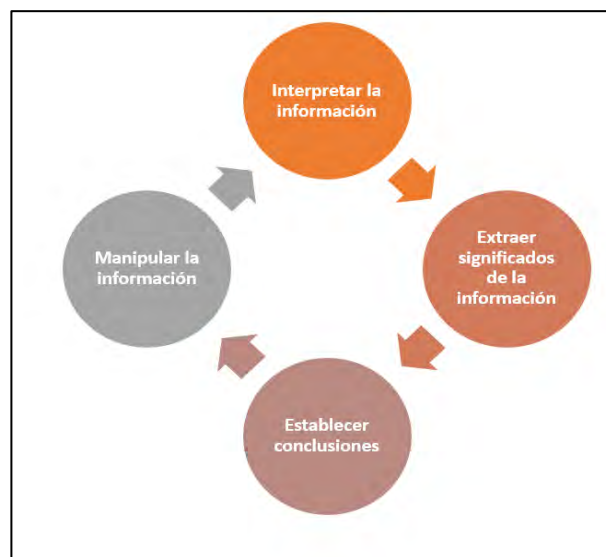 Interpretar la
información
Extraer
significados
de la
información
Establecer
conclusiones
Manipular la
información